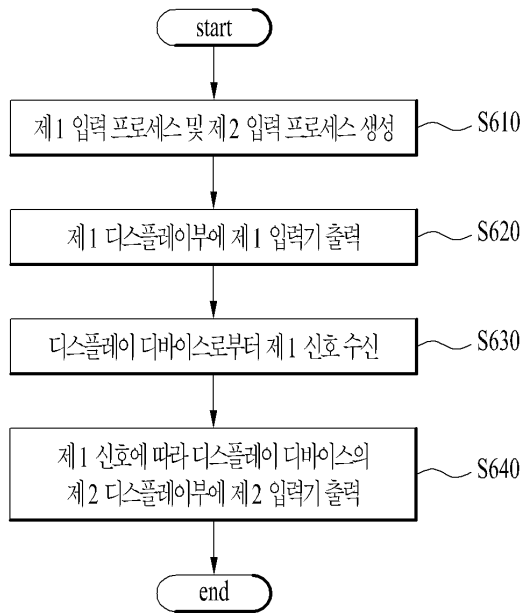 start
제1 입력 프로세스 및 제2 입력 프로세스 생성
S610
제1 디스플레이부에 제1 입력기 출력
S620
디스플레이 디바이스로부터 제1 신호 수신
S630
제1 신호에 따라 디스플레이 디바이스의
제2 디스플레이부에 제2 입력기 출력
S640
end